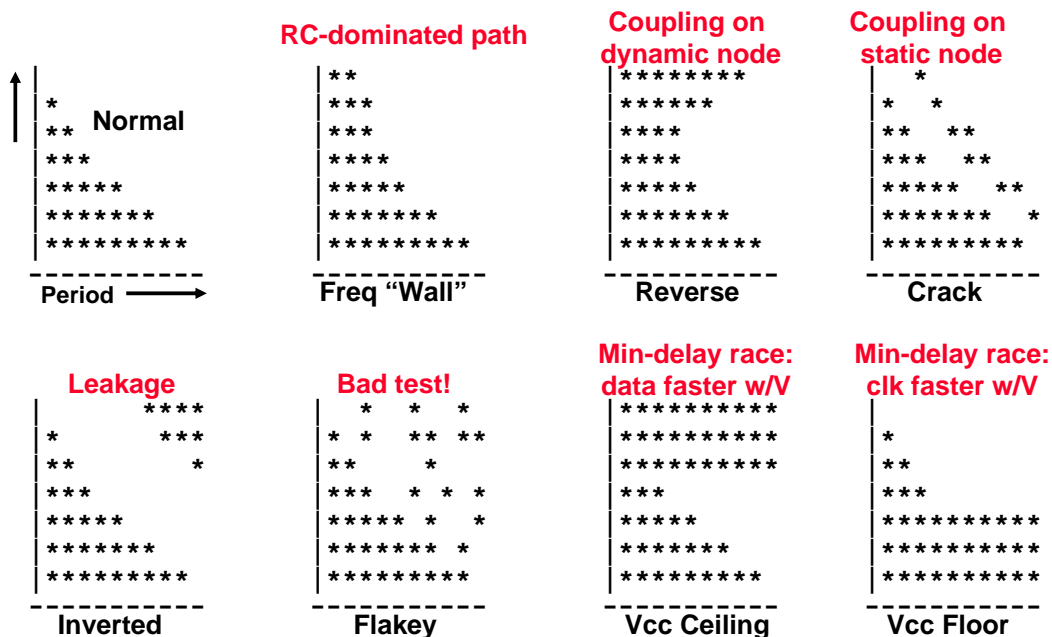 RC-dominated path
Coupling on
dynamic node
Coupling on
static node
Normal
Period
Freq “Wall”
Reverse
Crack
Leakage
Bad test!
Min-delay race:
data faster w/V
Min-delay race:
clk faster w/V
Inverted
Flakey
Vcc Ceiling
Vcc Floor